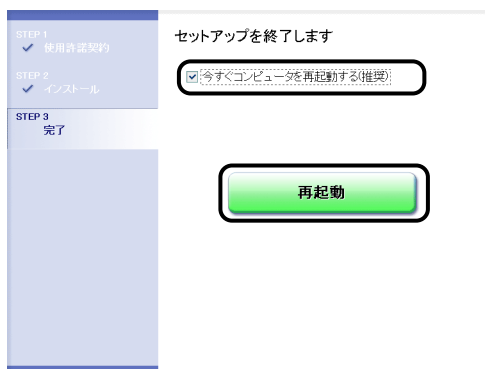 STEP 1
使用許諾契約
STEP 2
インストール
STEP 3
完了
セットアップを終了します
今すぐコンピュータを再起動する(推奨)
再起動